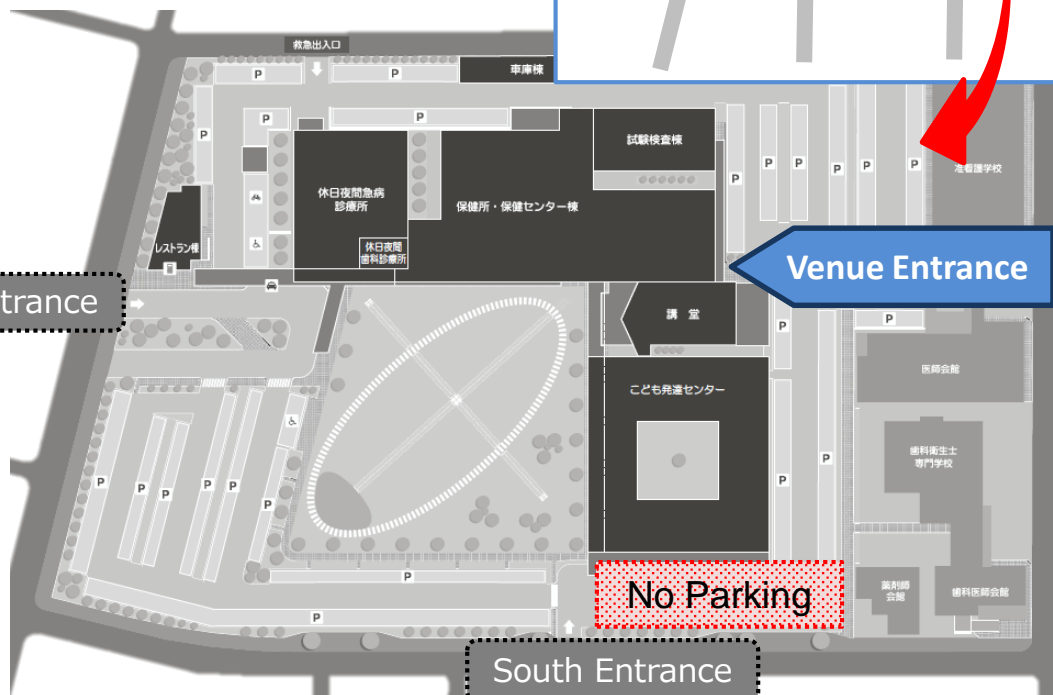 救急出入口
P
P
車庫棟
P
P
P
試験検査棟
P
P
P
P
P
P
准看護学校
休日夜間急病
診療所
保健所・保健センター棟
レストラン棟
休日夜間
歯科診療所
Venue Entrance
trance
講 堂
P
P
医師会館
こども発達センター
歯科衛生士
専門学校
P
P
P
P
P
P
P
P
P
No Parking
薬剤師
会館
歯科医師会館
P
South Entrance